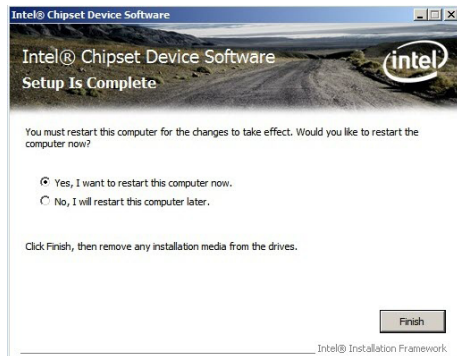 Intel® Chipset Device Software
Intel® Chipset Device Software
Setup Is Complete
intel
You must restart this computer for the changes to take effect. Would you like to restart the
computer now?
Yes, I want to restart this computer now.
No, I will restart this computer later.
Click Finish, then remove any installation media from the drives.
Finish
Intel® Installation Framework